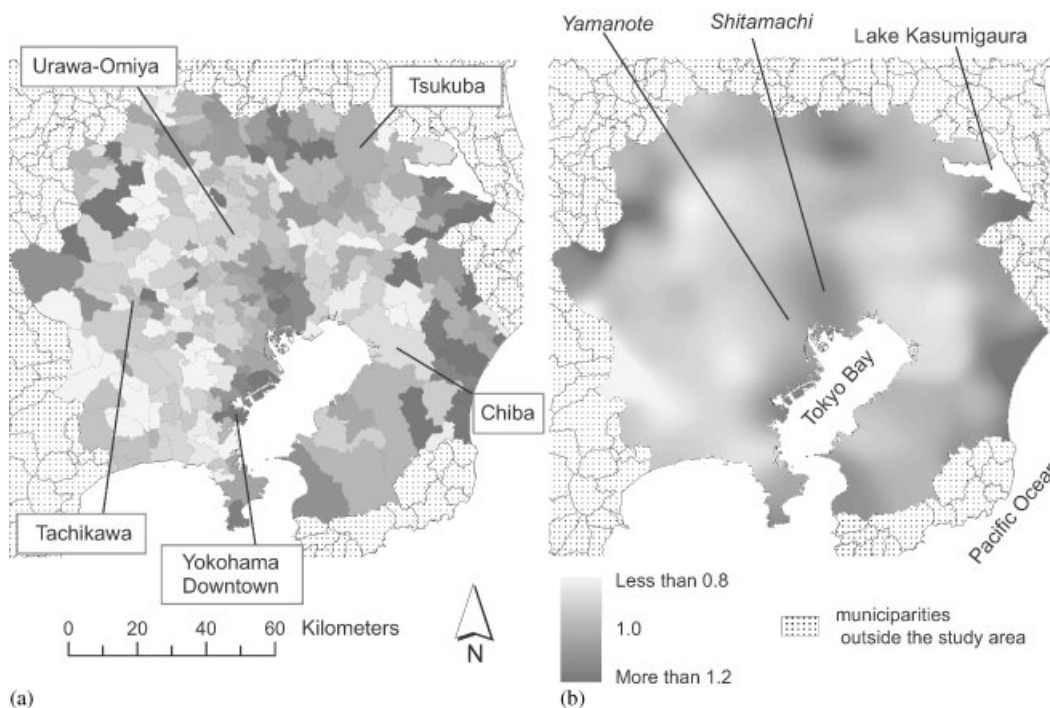 Urawa-Omiya
Tsukuba
Chiba
Tachikawa
Yokohama
Downtown
0 20 40 60 Kilometers
N
(a)
Yamanote
Shitamachi
Lake Kasumigaura
Tokyo Bay
Pacific Ocean
Less than 0.8
1.0
More than 1.2
municiparities
outside the study area
(b)